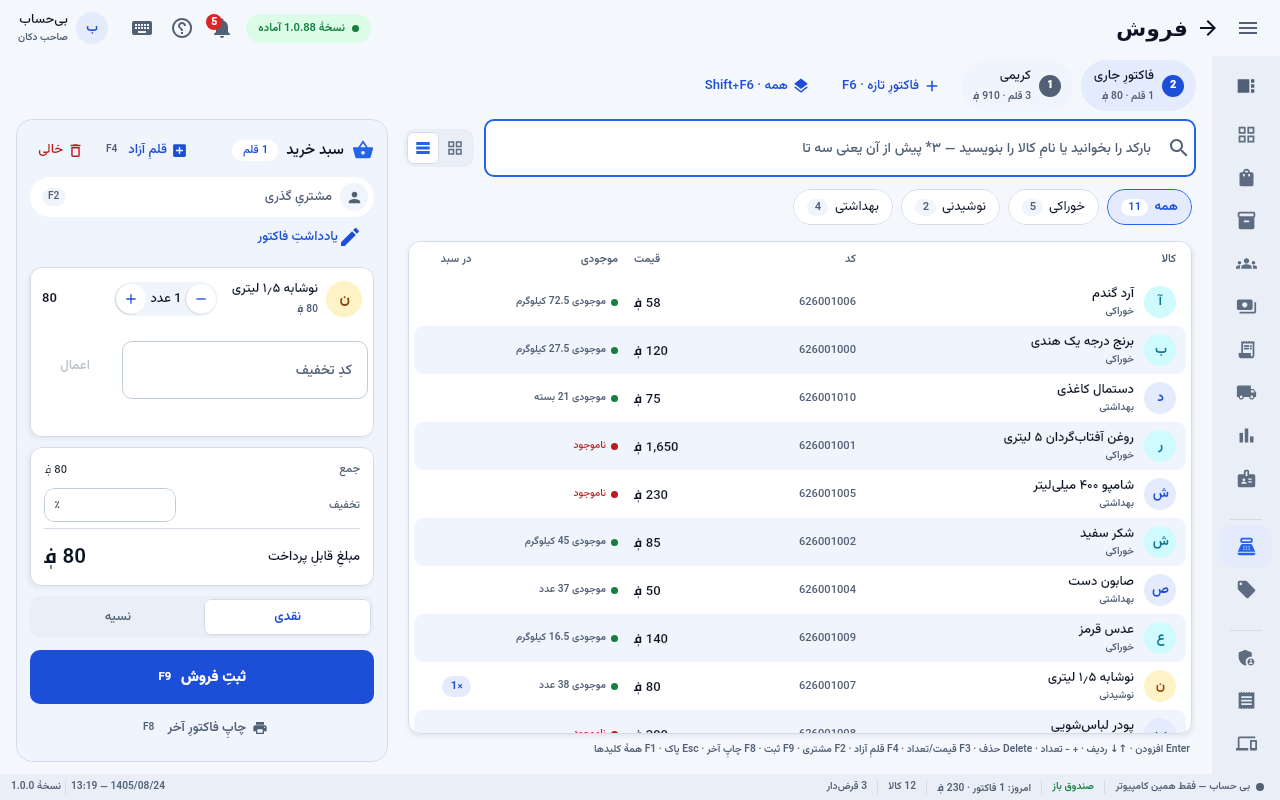 فروش
5
نسخهٔ 1.0.88 آماده
ب
بی‌حساب
صاحب دکان
2
فاکتورِ جاری
1 قلم · 80 ؋
1
کریمی
3 قلم · 910 ؋
فاکتورِ تازه · F6
همه · Shift+F6
بارکد را بخوانید یا نامِ کالا را بنویسید — ۳* پیش از آن یعنی سه تا
همه 11
خوراکی 5
نوشیدنی 2
بهداشتی 4
کالا کد قیمت موجودی در سبد
آ آرد گندم 626001006 58 ؋ موجودی 72.5 کیلوگرم
خوراکی
ب برنج درجه یک هندی 626001000 120 ؋ موجودی 27.5 کیلوگرم
خوراکی
د دستمال کاغذی 626001010 75 ؋ موجودی 21 بسته
بهداشتی
ر روغن آفتاب‌گردان ۵ لیتری 626001001 1,650 ؋ ناموجود
خوراکی
ش شامپو ۴۰۰ میلی‌لیتر 626001005 230 ؋ ناموجود
بهداشتی
ش شکر سفید 626001002 85 ؋ موجودی 45 کیلوگرم
خوراکی
ص صابون دست 626001004 50 ؋ موجودی 37 عدد
بهداشتی
ع عدس قرمز 626001009 140 ؋ موجودی 16.5 کیلوگرم
خوراکی
ن نوشابه ۱٫۵ لیتری 626001007 80 ؋ موجودی 38 عدد 1×
نوشیدنی
پودر لباس‌شویی 626001008
Enter افزودن · ↑↓ ردیف · + - تعداد · Delete حذف · F3 قیمت/تعداد · F4 قلمِ آزاد · F2 مشتری · F9 ثبت · F8 چاپِ آخر · Esc پاک · F1 همهٔ کلیدها
سبد خرید
1 قلم
قلمِ آزاد F4
خالی
مشتریِ گذری F2
یادداشتِ فاکتور
ن نوشابه ۱٫۵ لیتری − 1 عدد + 80
80 ؋
کدِ تخفیف
اعمال
جمع 80 ؋
تخفیف ٪
مبلغِ قابلِ پرداخت 80 ؋
نقدی
نسیه
ثبتِ فروش F9
چاپِ فاکتورِ آخر F8
بی حساب — فقط همین کامپیوتر
صندوق باز
امروز: 1 فاکتور · 230 ؋
12 کالا
3 قرض‌دار
1405/08/24 — 13:19
نسخهٔ 1.0.0